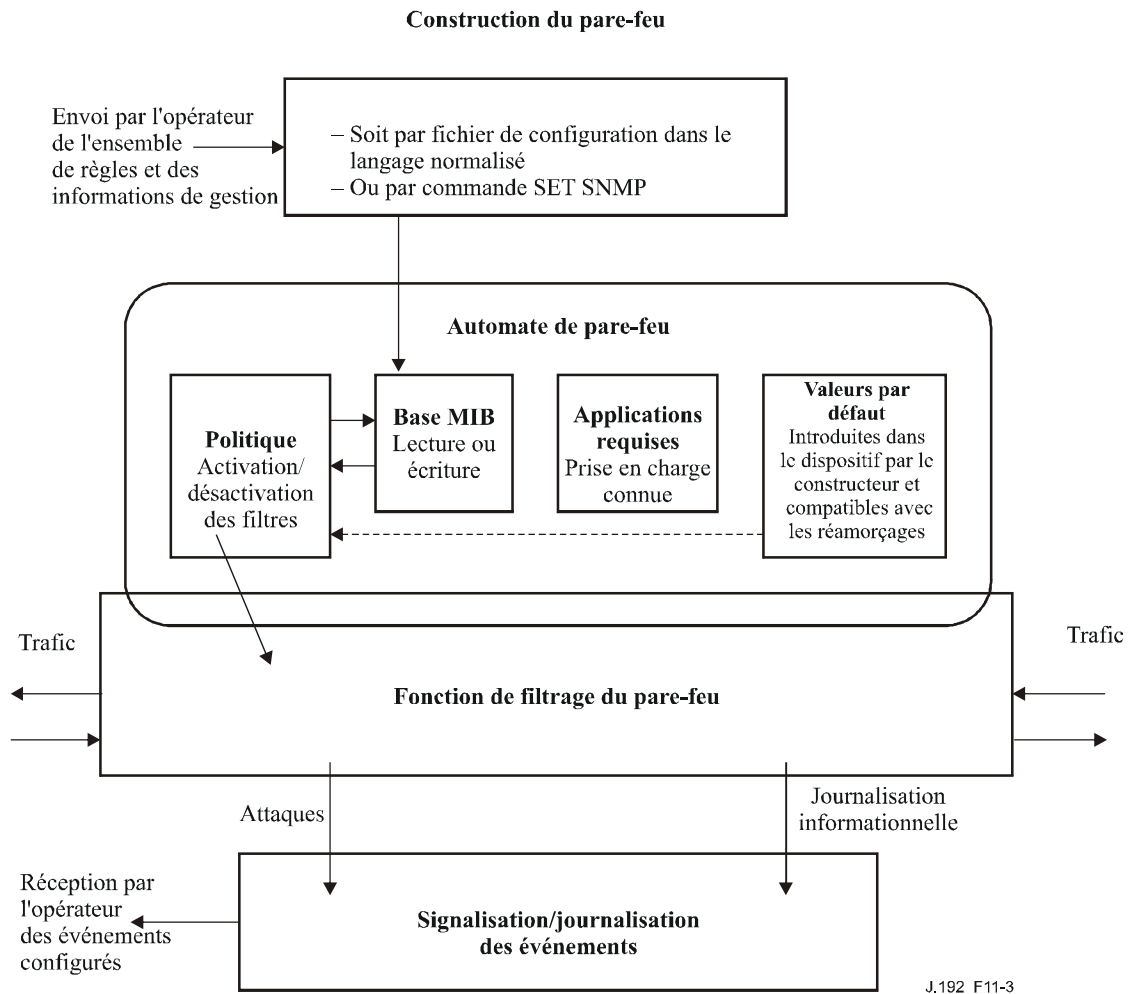 Construction du pare-feu
Envoi par l'opérateur
de l'ensemble
de règles et des
informations de gestion
– Soit par fichier de configuration dans le
langage normalisé
– Ou par commande SET SNMP
Automate de pare-feu
Politique
Activation/
désactivation
des filtres
Base MIB
Lecture ou
écriture
Applications
requises
Prise en charge
connue
Valeurs par
défaut
Introduites dans
le dispositif par le
constructeur et
compatibles avec
les réamorçages
Trafic
Trafic
Fonction de filtrage du pare-feu
Attaques
Journalisation
informationnelle
Réception par
l'opérateur
des événements
configurés
Signalisation/journalisation
des événements
J.192_F11-3